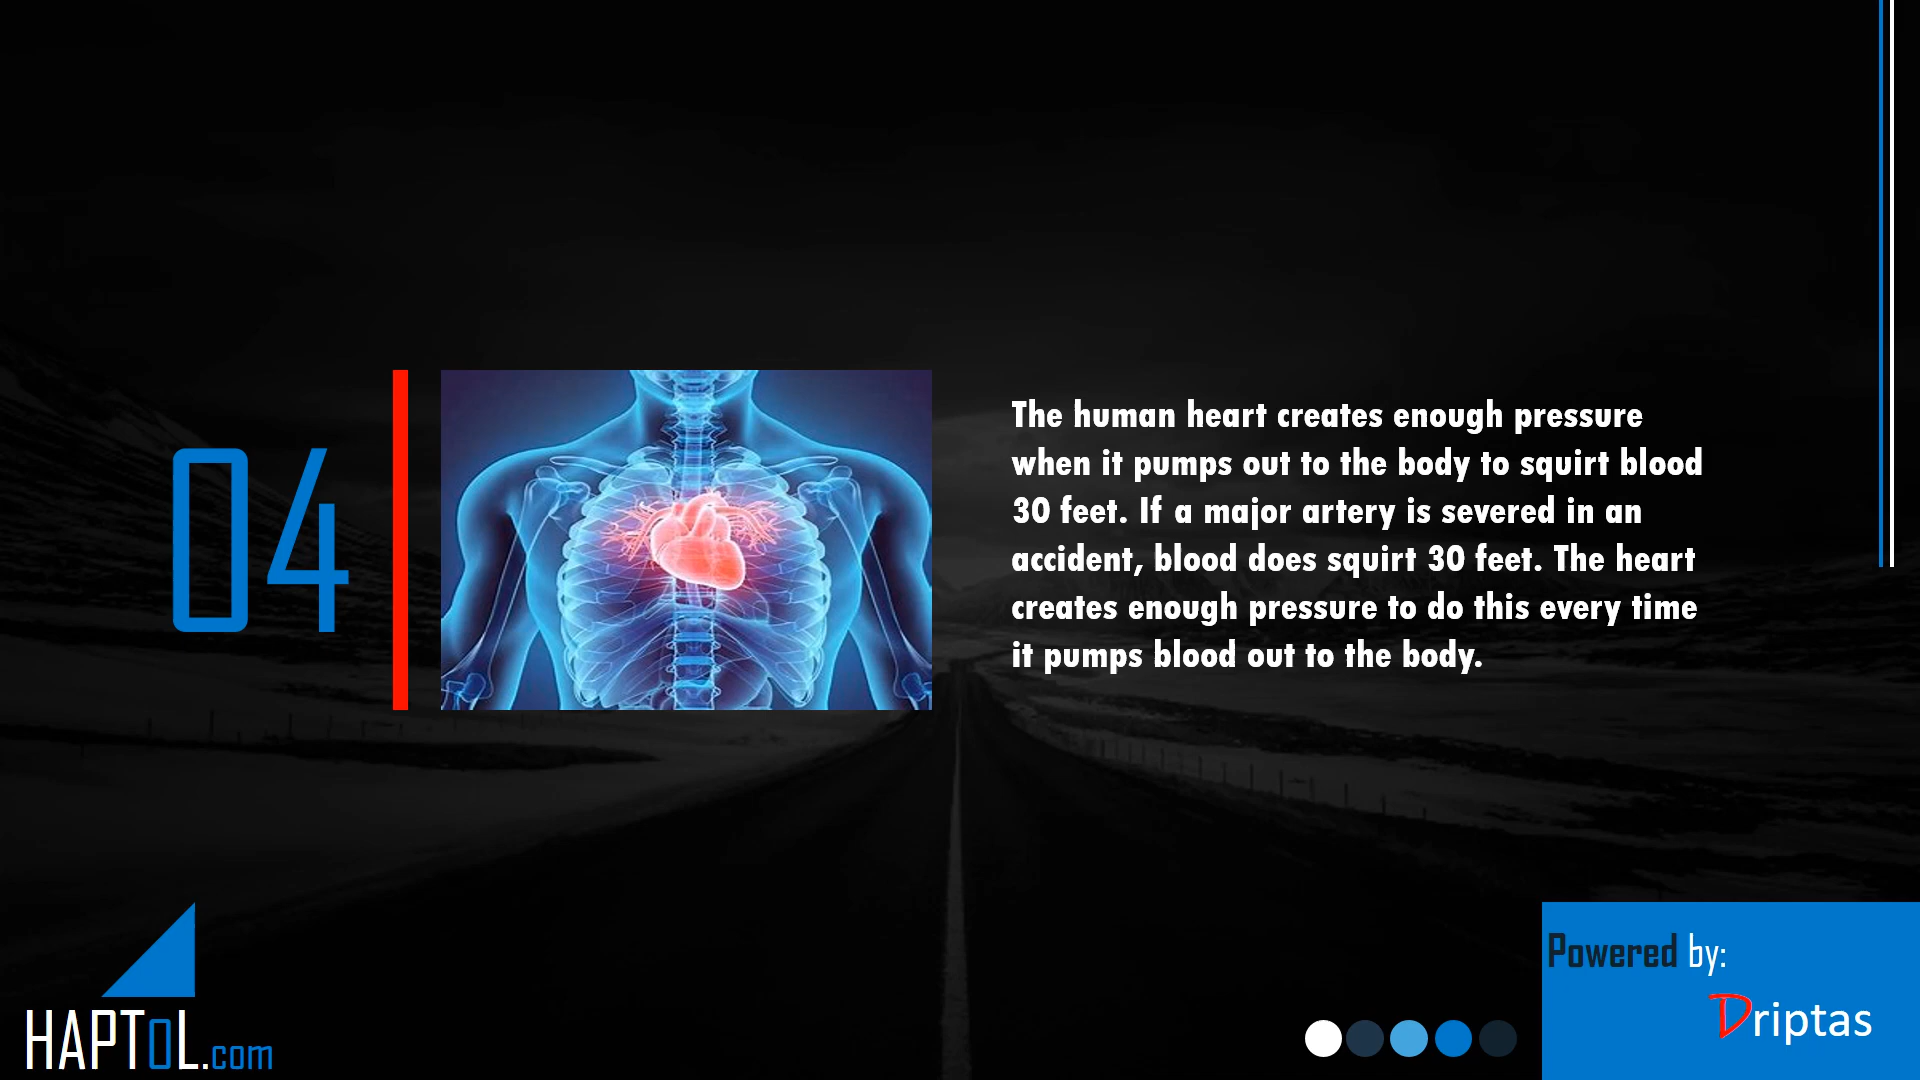 04
The human heart creates enough pressure
when it pumps out to the body to squirt blood
30 feet. If a major artery is severed in an
accident, blood does squirt 30 feet. The heart
creates enough pressure to do this every time
it pumps blood out to the body.
HAPTOL.com
Powered by:
Driptas